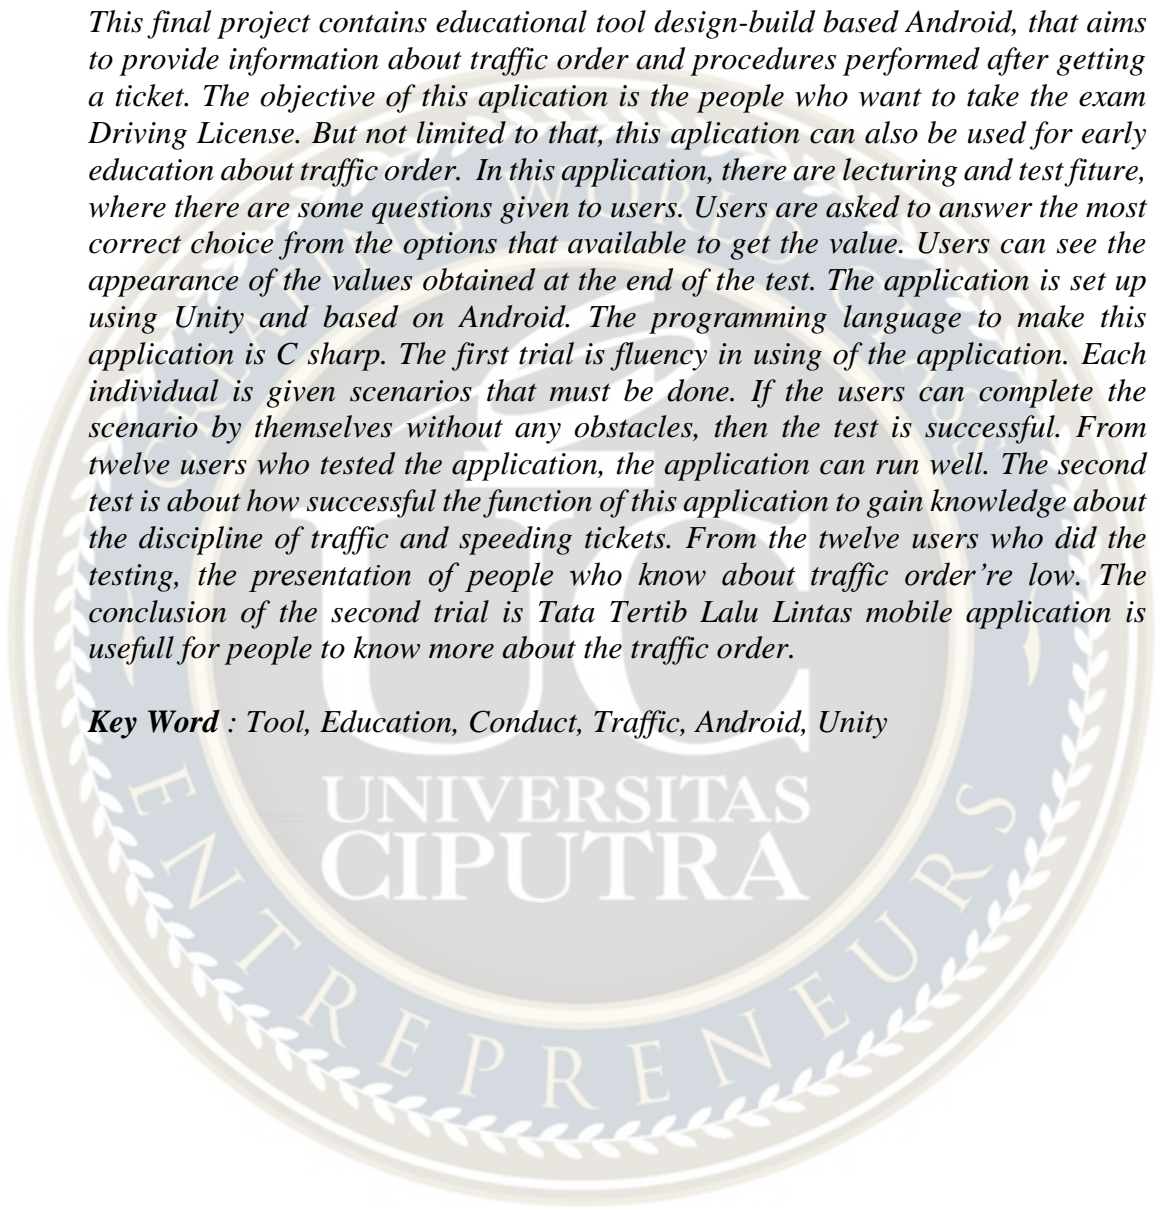 This final project contains educational tool design-build based Android, that aims
to provide information about traffic order and procedures performed after getting
a ticket. The objective of this aplication is the people who want to take the exam
Driving License. But not limited to that, this aplication can also be used for early
education about traffic order. In this application, there are lecturing and test fiture,
where there are some questions given to users. Users are asked to answer the most
correct choice from the options that available to get the value. Users can see the
appearance of the values obtained at the end of the test. The application is set up
using Unity and based on Android. The programming language to make this
application is C sharp. The first trial is fluency in using of the application. Each
individual is given scenarios that must be done. If the users can complete the
scenario by themselves without any obstacles, then the test is successful. From
twelve users who tested the application, the application can run well. The second
test is about how successful the function of this application to gain knowledge about
the discipline of traffic and speeding tickets. From the twelve users who did the
testing, the presentation of people who know about traffic order're low. The
conclusion of the second trial is Tata Tertib Lalu Lintas mobile application is
usefull for people to know more about the traffic order.
Key Word : Tool, Education, Conduct, Traffic, Android, Unity
CREATING WORLD CLASS
UC
UNIVERSITAS
CIPUTRA
ENTREPRENEURS